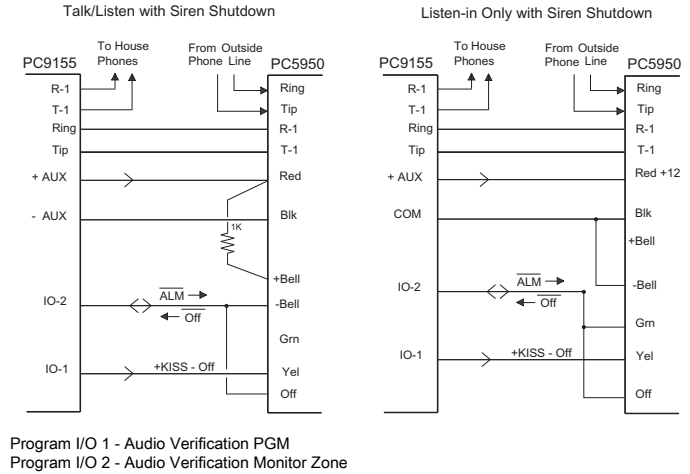 Talk/Listen with Siren Shutdown
PC9155
To House
Phones
From Outside
Phone Line
PC5950
R-1
T-1
Ring
Tip
+ AUX
- AUX
IO-2
IO-1
1K
ALM
Off
+KISS - Off
Ring
Tip
R-1
T-1
Red
Blk
+Bell
-Bell
Grn
Yel
Off
Listen-in Only with Siren Shutdown
PC9155
To House
Phones
From Outside
Phone Line
PC5950
R-1
T-1
Ring
Tip
+ AUX
COM
IO-2
IO-1
ALM
Off
+KISS - Off
Ring
Tip
R-1
T-1
Red +12
Blk
+Bell
-Bell
Grn
Yel
Off
Program I/O 1 - Audio Verification PGM
Program I/O 2 - Audio Verification Monitor Zone